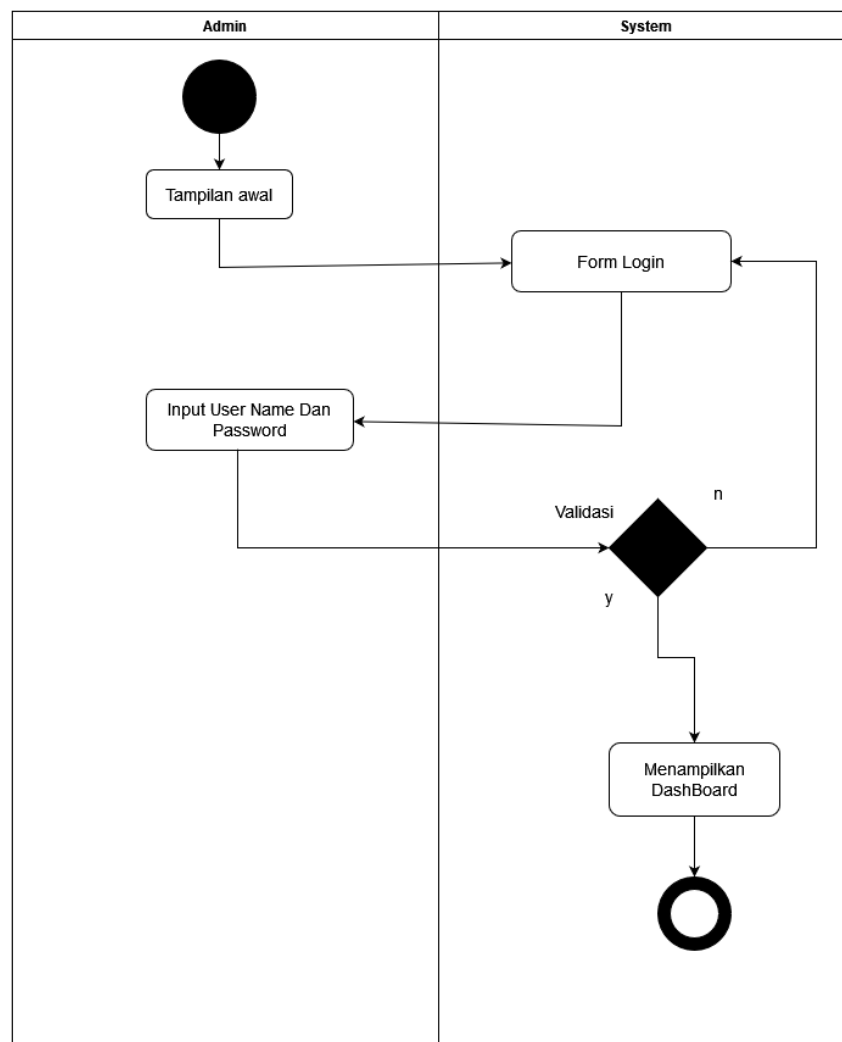 Admin
System
Tampilan awal
Form Login
Input User Name Dan
Password
n
Validasi
y
Menampilkan
DashBoard